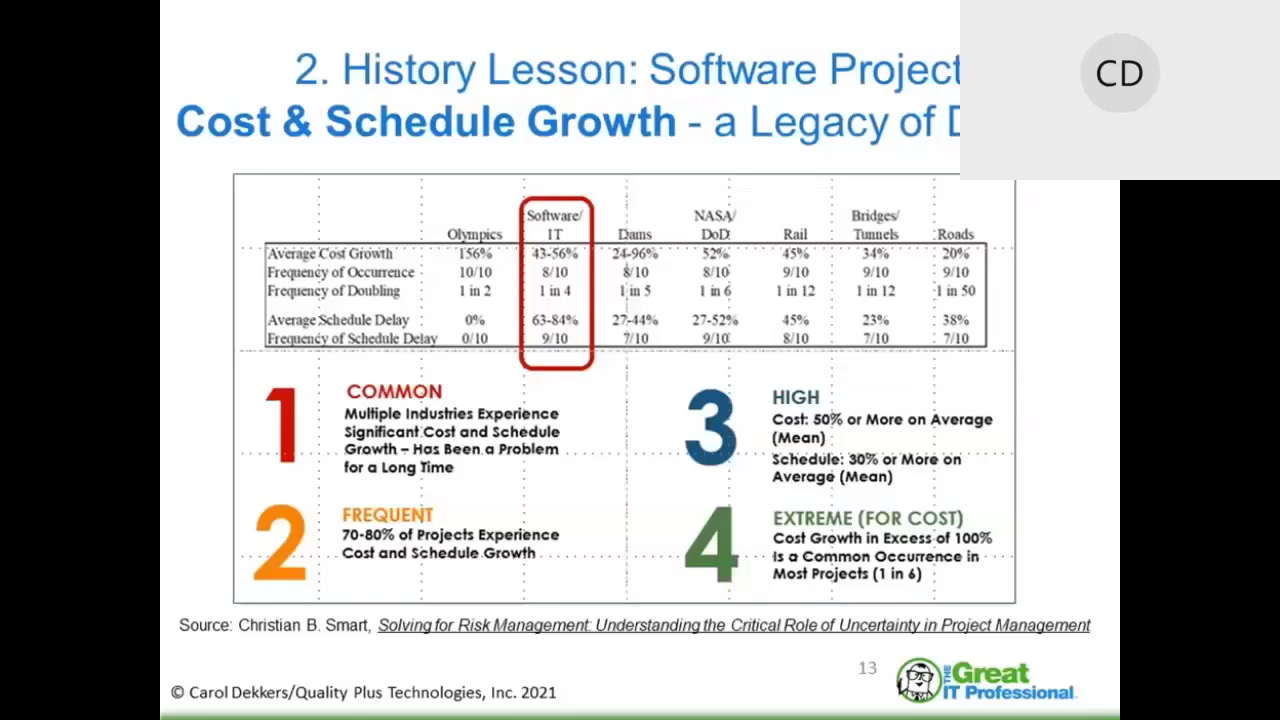 CD
2. History Lesson: Software Project
Cost & Schedule Growth - a Legacy of
Olympics Software/ IT Dams NASA/ DoD Rail Bridges/ Tunnels Roads
Average Cost Growth 156% 43-56% 24-96% 52% 45% 34% 20%
Frequency of Occurrence 10/10 8/10 8/10 8/10 9/10 9/10 9/10
Frequency of Doubling 1 in 2 1 in 4 1 in 5 1 in 6 1 in 12 1 in 12 1 in 50
Average Schedule Delay 0% 63-84% 27-44% 27-52% 45% 23% 38%
Frequency of Schedule Delay 0/10 9/10 7/10 9/10 8/10 7/10 7/10
1
COMMON
Multiple Industries Experience
Significant Cost and Schedule
Growth – Has Been a Problem
for a Long Time
2
FREQUENT
70-80% of Projects Experience
Cost and Schedule Growth
3
HIGH
Cost: 50% or More on Average
(Mean)
Schedule: 30% or More on
Average (Mean)
4
EXTREME (FOR COST)
Cost Growth in Excess of 100%
Is a Common Occurrence in
Most Projects (1 in 6)
Source: Christian B. Smart, Solving for Risk Management: Understanding the Critical Role of Uncertainty in Project Management
© Carol Dekkers/Quality Plus Technologies, Inc. 2021
13
THE Great
IT Professional